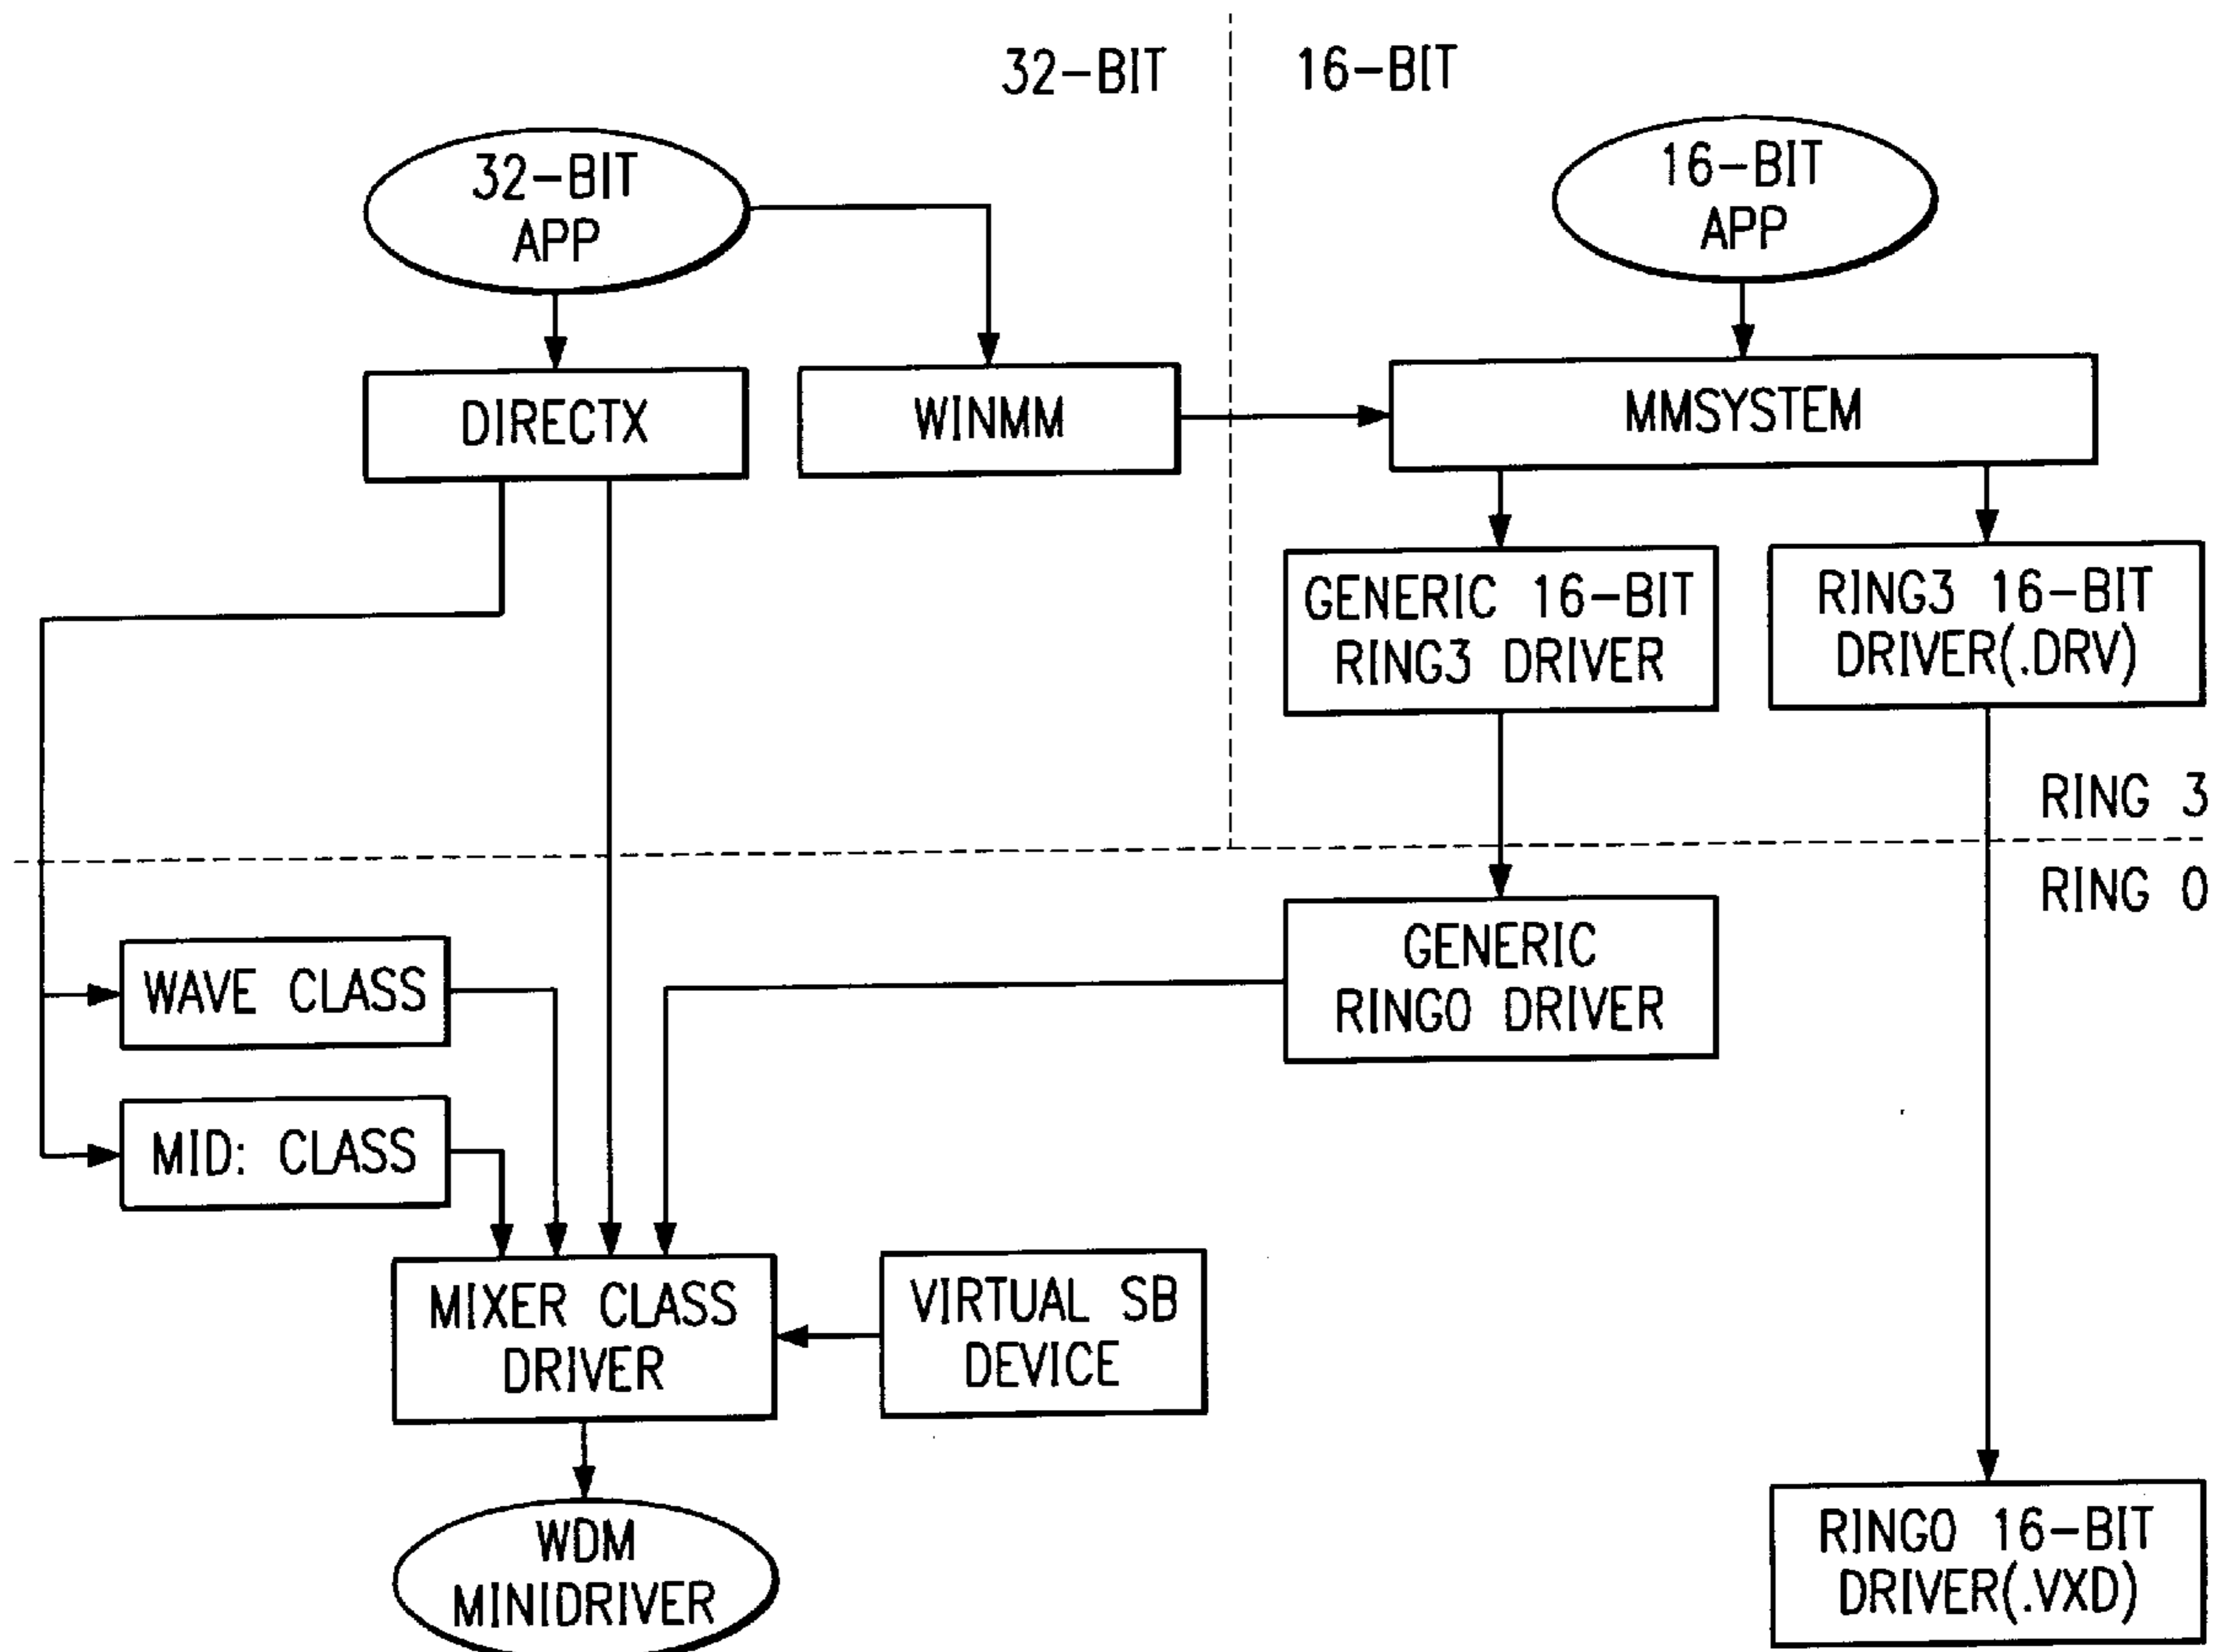 32-BIT
16-BIT
32-BIT
APP
16-BIT
APP
DIRECTX
WINMM
MMSYSTEM
GENERIC 16-BIT
RING3 DRIVER
RING3 16-BIT
DRIVER(.DRV)
RING 3
RING 0
WAVE CLASS
GENERIC
RING0 DRIVER
MID: CLASS
MIXER CLASS
DRIVER
VIRTUAL SB
DEVICE
WDM
MINIDRIVER
RING0 16-BIT
DRIVER(.VXD)